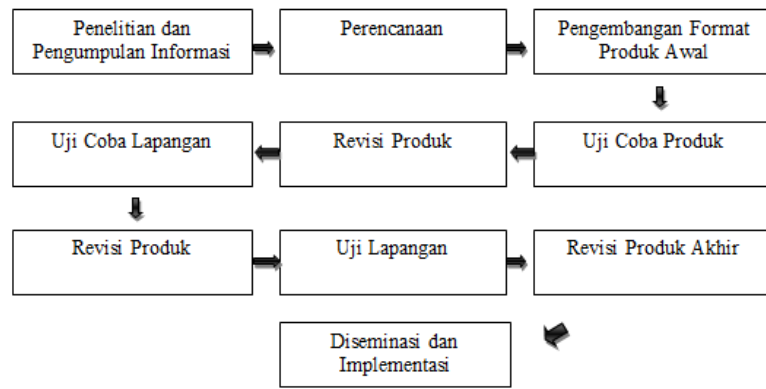 Penelitian dan
Pengumpulan Informasi
Perencanaan
Pengembangan Format
Produk Awal
Uji Coba Produk
Revisi Produk
Uji Coba Lapangan
Revisi Produk
Uji Lapangan
Revisi Produk Akhir
Diseminasi dan
Implementasi